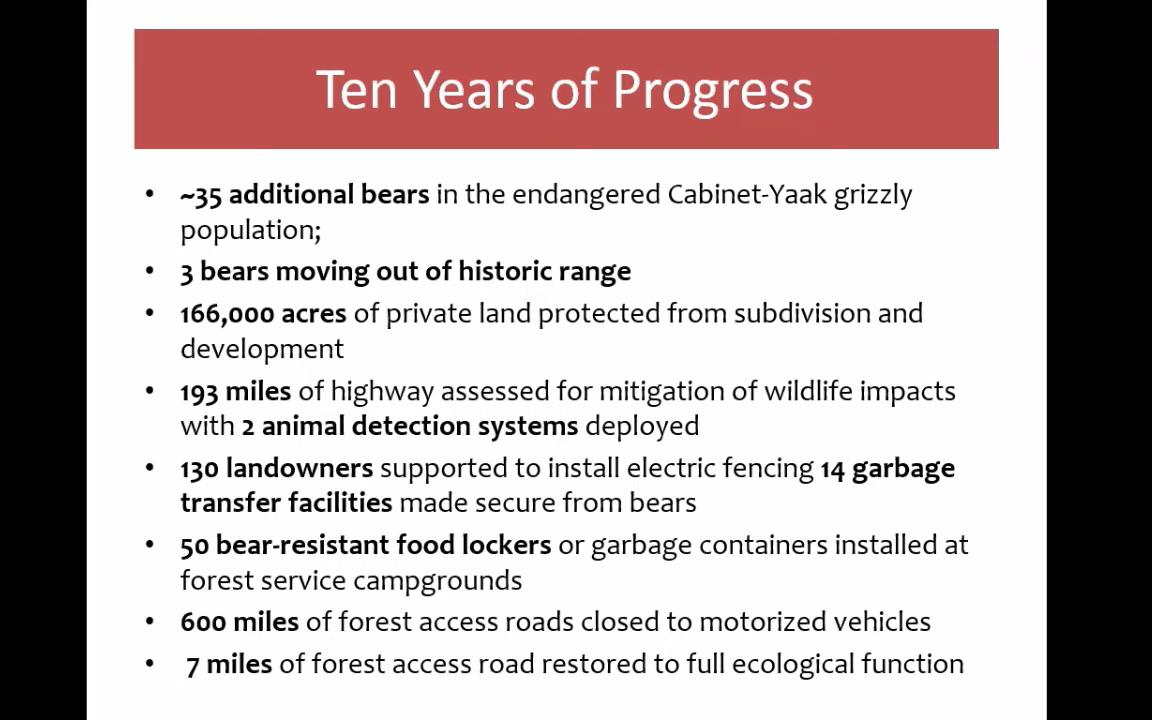 Ten Years of Progress
• ~35 additional bears in the endangered Cabinet-Yaak grizzly
population;
• 3 bears moving out of historic range
• 166,000 acres of private land protected from subdivision and
development
• 193 miles of highway assessed for mitigation of wildlife impacts
with 2 animal detection systems deployed
• 130 landowners supported to install electric fencing 14 garbage
transfer facilities made secure from bears
• 50 bear-resistant food lockers or garbage containers installed at
forest service campgrounds
• 600 miles of forest access roads closed to motorized vehicles
• 7 miles of forest access road restored to full ecological function